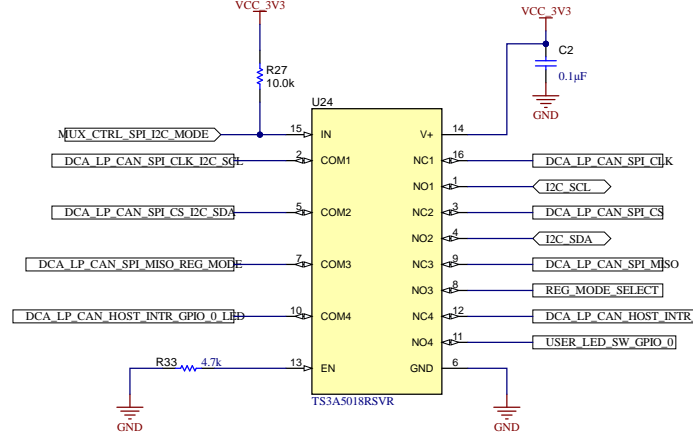 VCC_3V3
VCC_3V3
R27
10.0k
C2
0.1µF
GND
U24
MUX_CTRL_SPI_I2C_MODE
15
IN
V+
14
DCA_LP_CAN_SPI_CLK_I2C_SCL
2
COM1
NC1
16
DCA_LP_CAN_SPI_CLK
NO1
1
I2C_SCL
DCA_LP_CAN_SPI_CS_I2C_SDA
5
COM2
NC2
3
DCA_LP_CAN_SPI_CS
NO2
4
I2C_SDA
DCA_LP_CAN_SPI_MISO_REG_MODE
7
COM3
NC3
9
DCA_LP_CAN_SPI_MISO
NO3
8
REG_MODE_SELECT
DCA_LP_CAN_HOST_INTR_GPIO_0_LED
10
COM4
NC4
12
DCA_LP_CAN_HOST_INTR
NO4
11
USER_LED_SW_GPIO_0
R33
4.7k
13
EN
GND
6
TS3A5018RSVR
GND
GND